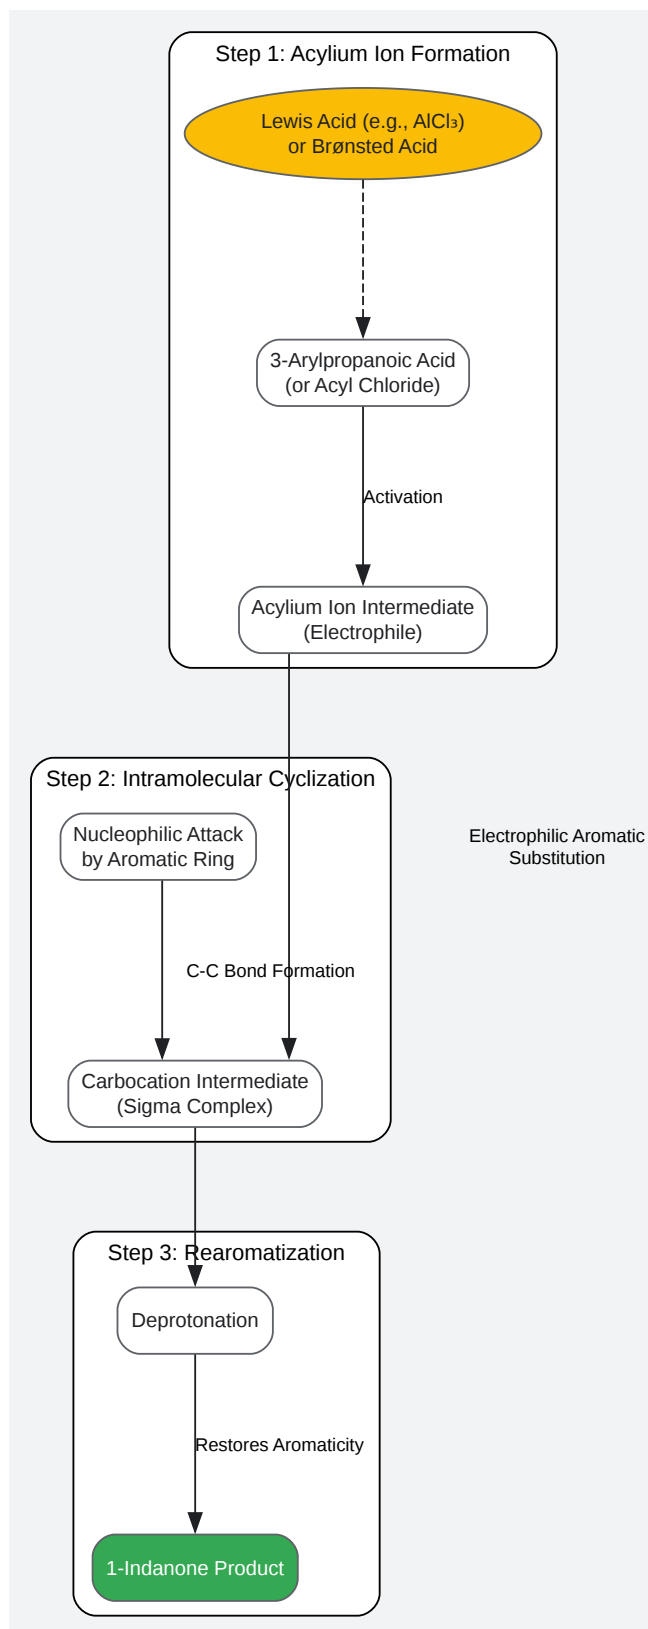 Step 1: Acylium Ion Formation
Lewis Acid (e.g., AlCl₃)
or Brønsted Acid
3-Arylpropanoic Acid
(or Acyl Chloride)
Activation
Acylium Ion Intermediate
(Electrophile)
Step 2: Intramolecular Cyclization
Nucleophilic Attack
by Aromatic Ring
Electrophilic Aromatic
Substitution
C-C Bond Formation
Carbocation Intermediate
(Sigma Complex)
Step 3: Rearomatization
Deprotonation
Restores Aromaticity
1-Indanone Product